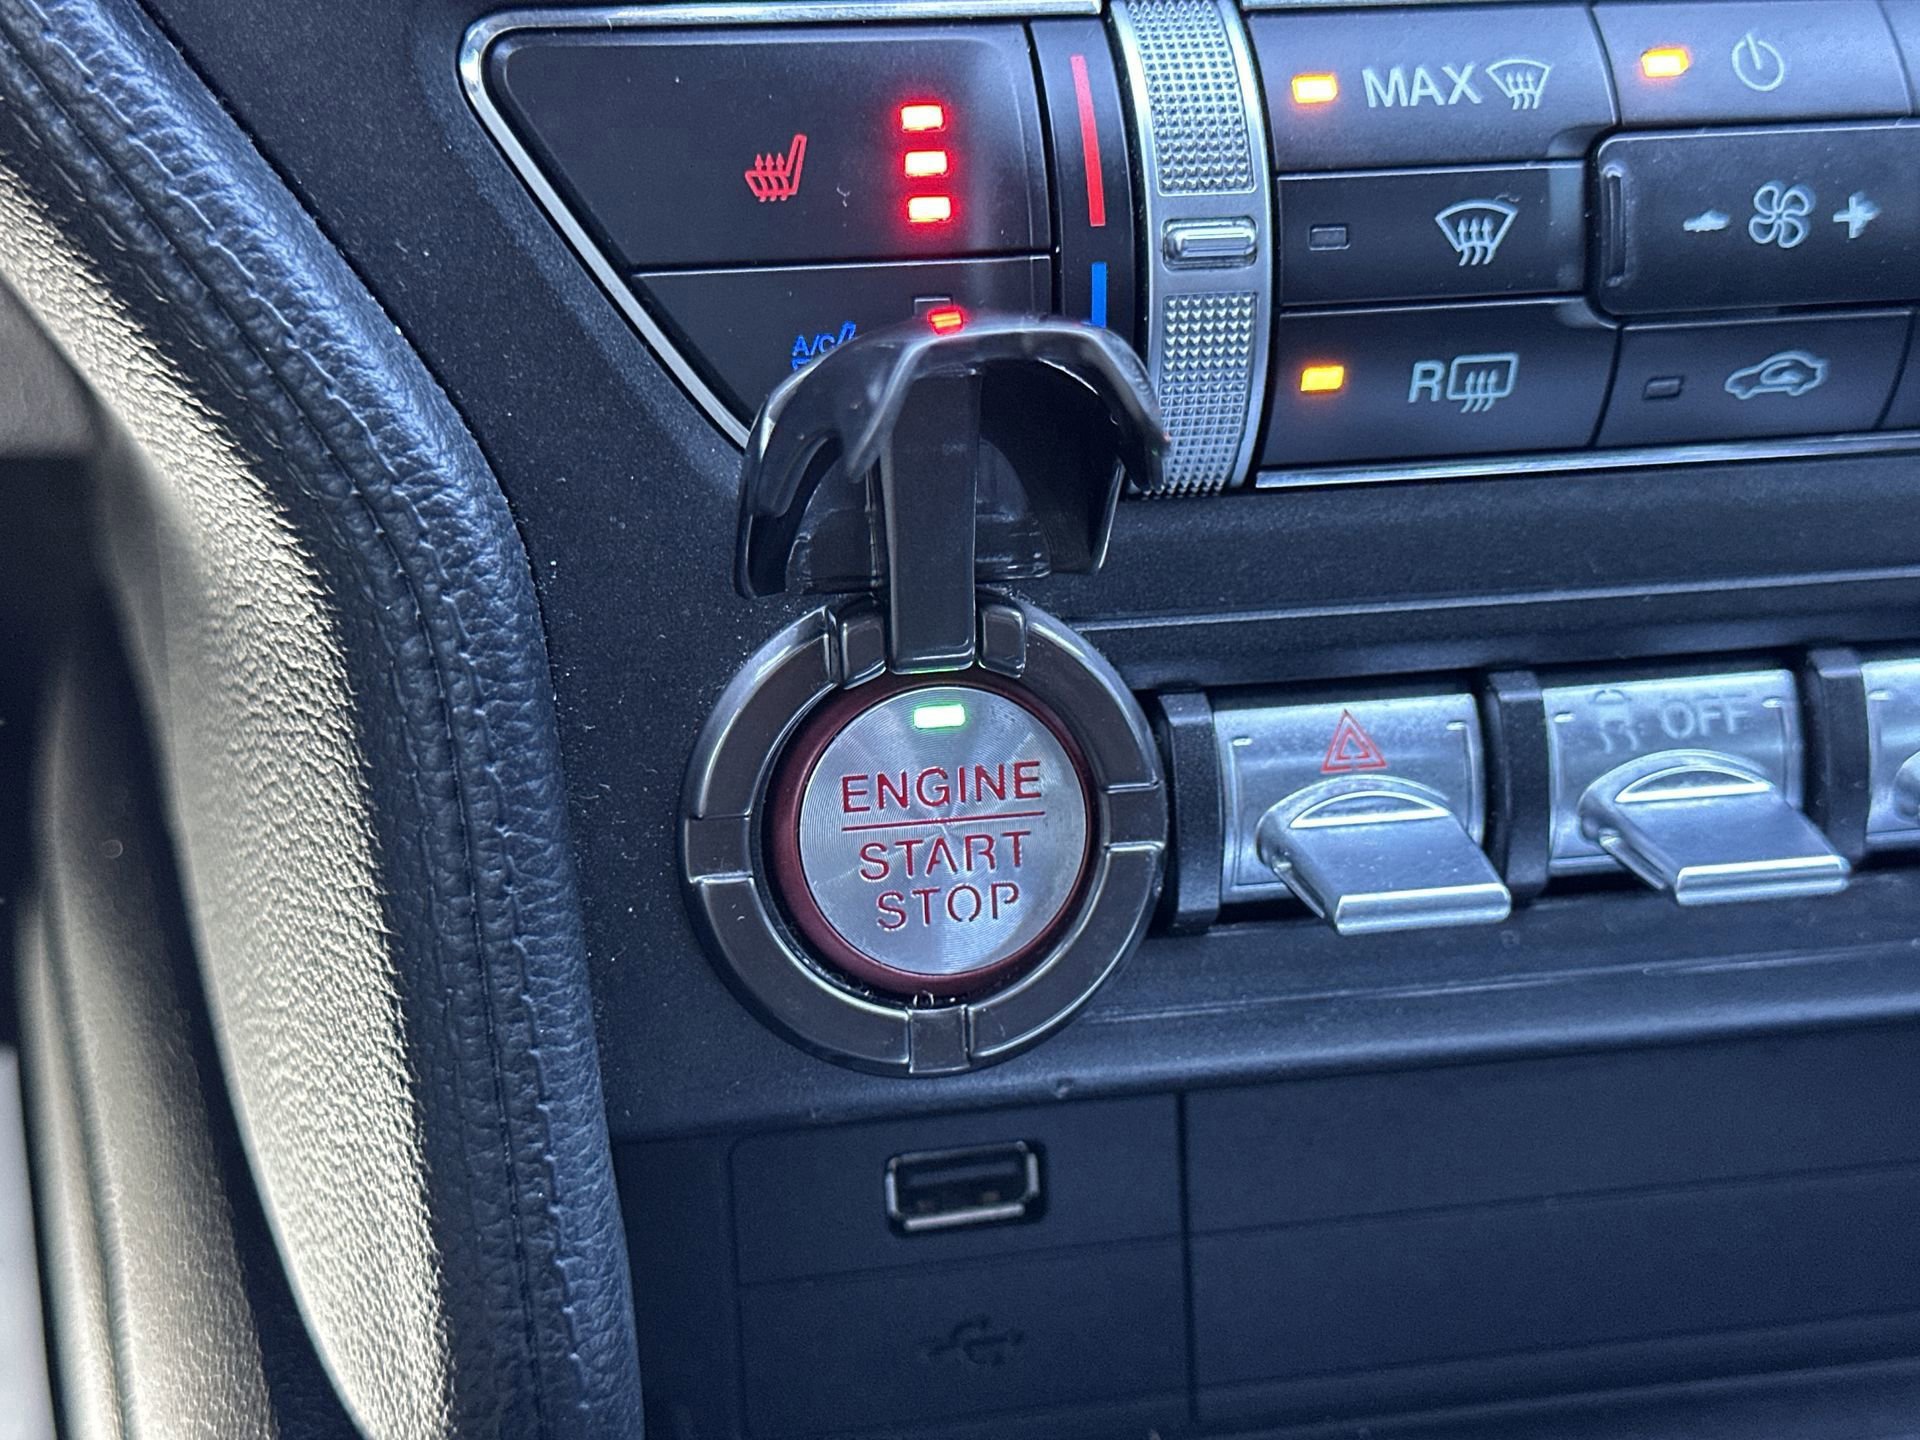 MAX
A/C
R
OFF
ENGINE
START
STOP